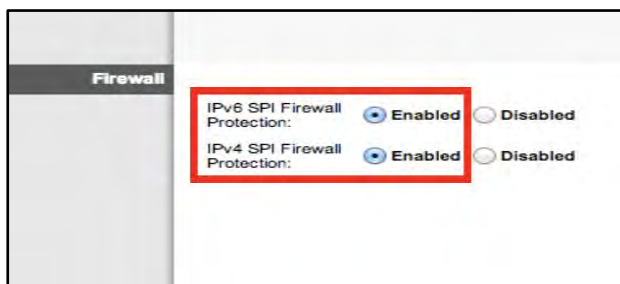 Firewall
IPv6 SPI Firewall
Protection:
Enabled
Disabled
IPv4 SPI Firewall
Protection:
Enabled
Disabled